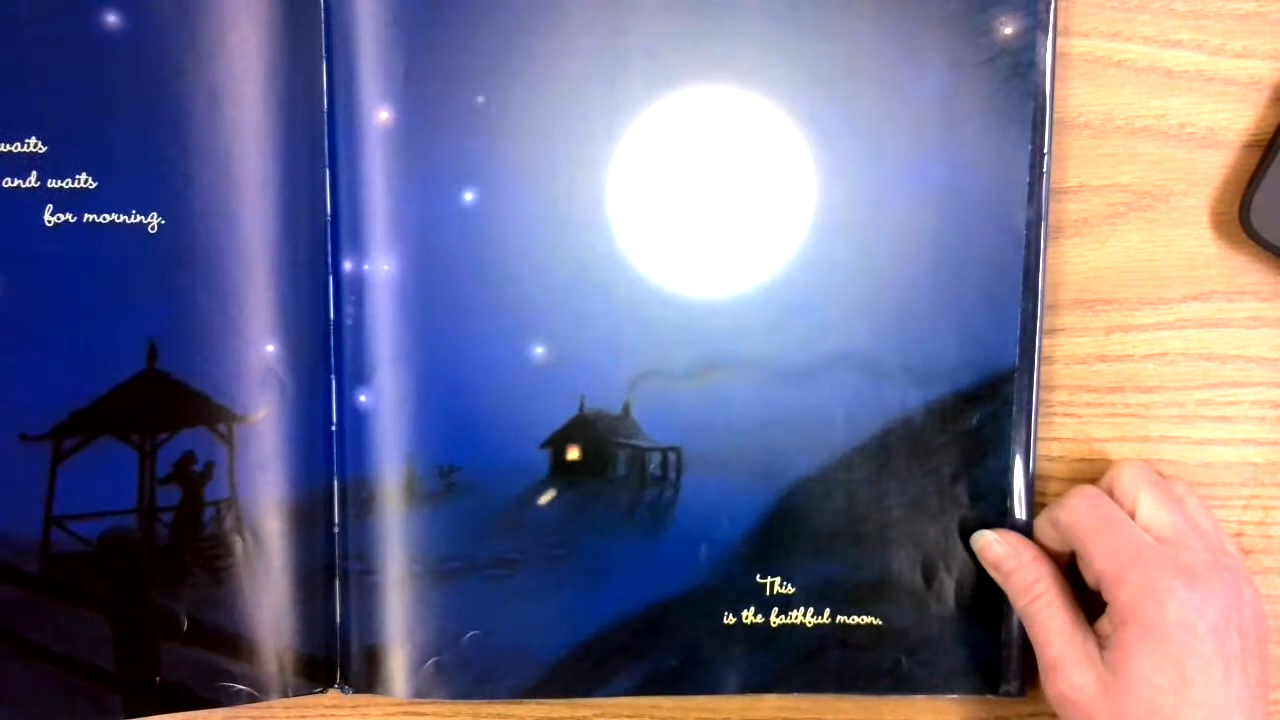 waits
and waits
for morning.
This
is the faithful moon.